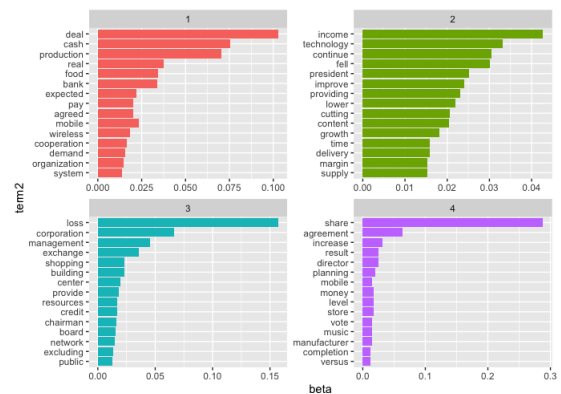 1
deal
cash
production
real
food
bank
expected
pay
agreed
mobile
wireless
cooperation
demand
organization
system
0.000 0.025 0.050 0.075 0.100
2
income
technology
continue
fell
president
improve
providing
lower
cutting
content
growth
time
delivery
margin
supply
0.00 0.01 0.02 0.03 0.04
term2
3
loss
corporation
management
exchange
shopping
building
center
provide
resources
credit
chairman
board
network
excluding
public
0.00 0.05 0.10 0.15
4
share
agreement
increase
result
director
planning
mobile
money
level
store
vote
music
manufacturer
completion
versus
0.0 0.1 0.2 0.3
beta